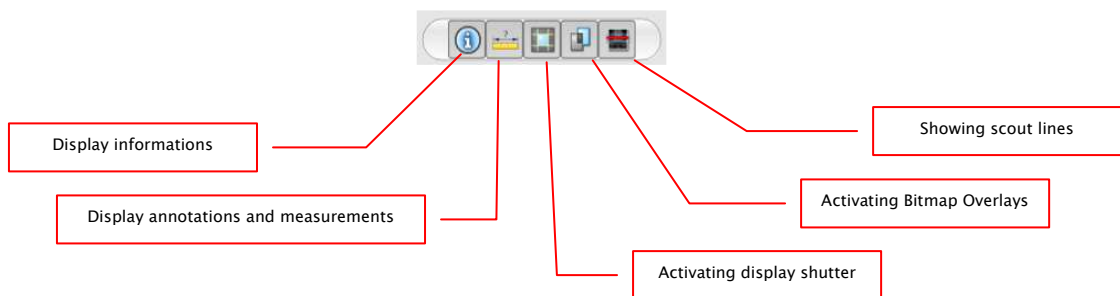 ?
Display informations
Display annotations and measurements
Activating display shutter
Activating Bitmap Overlays
Showing scout lines